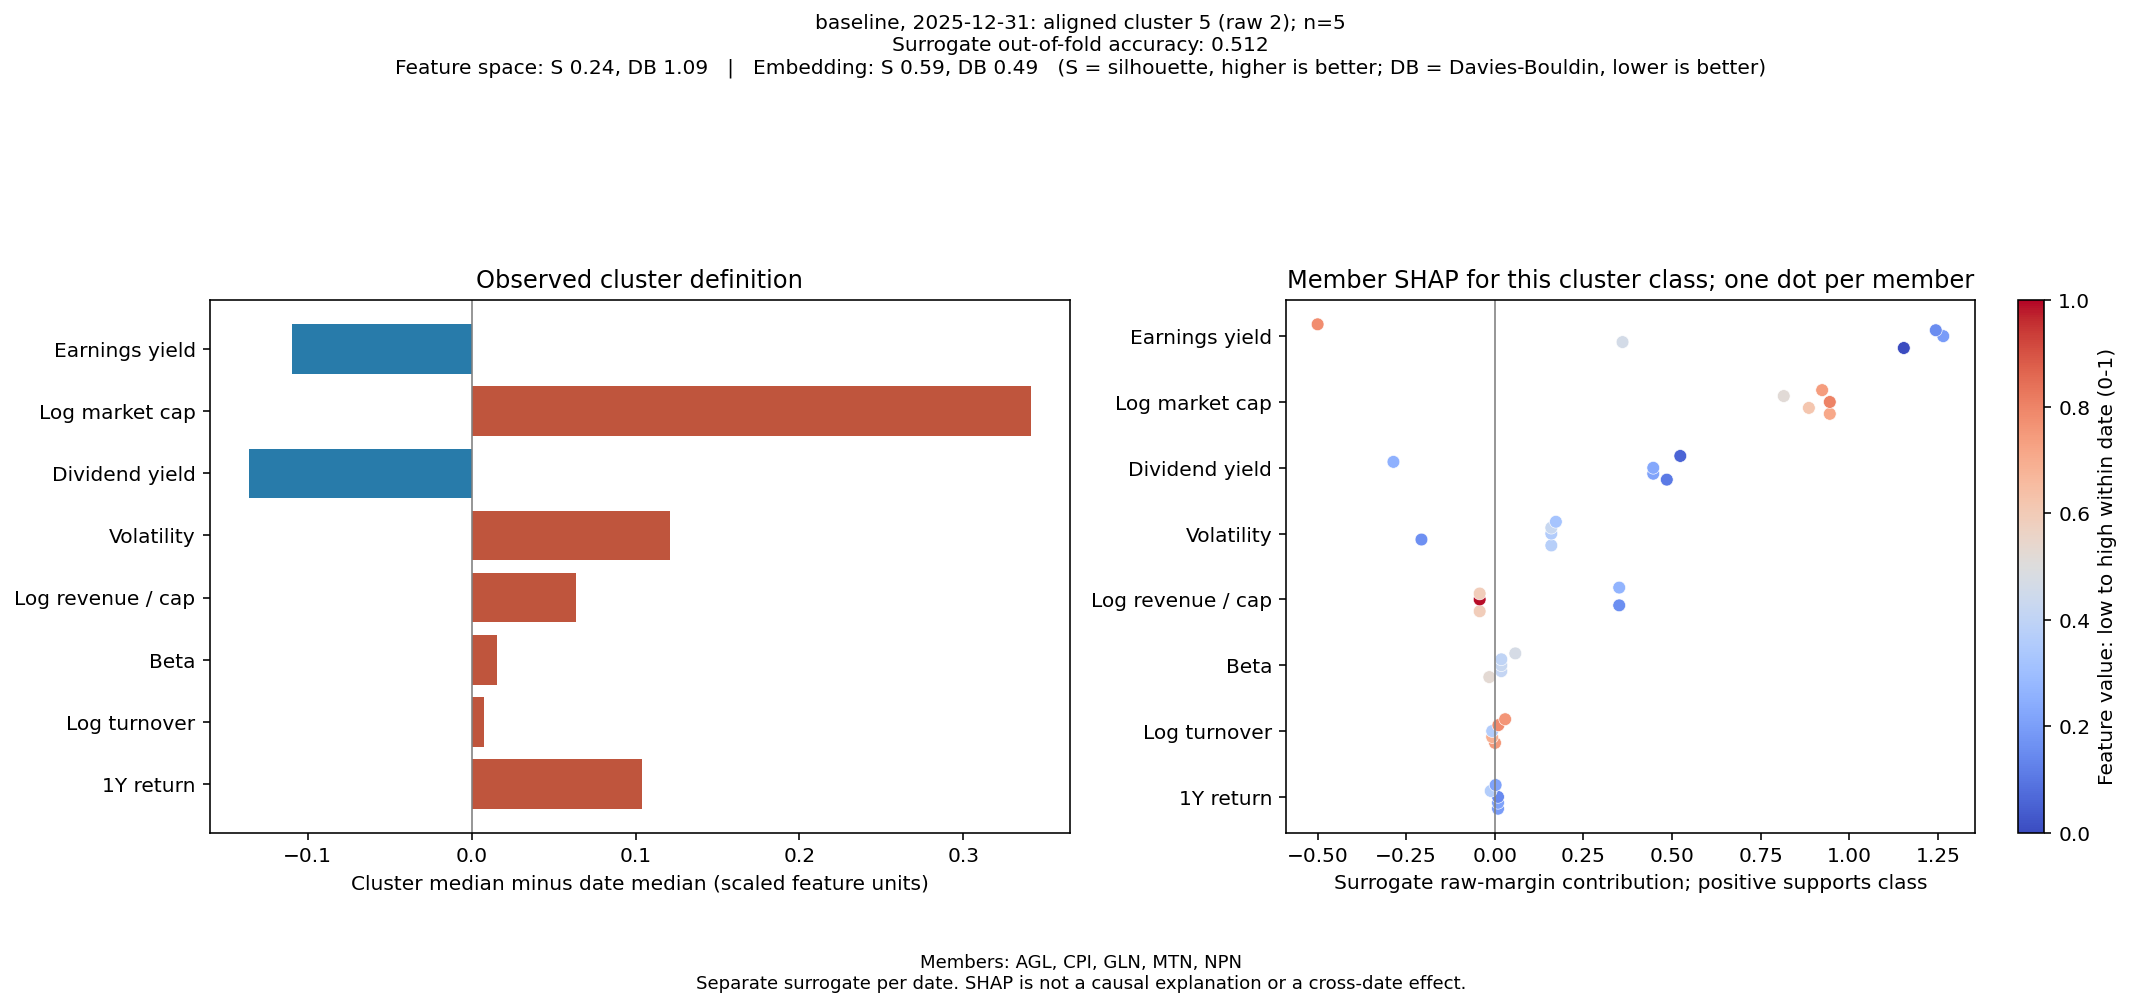 baseline, 2025-12-31: aligned cluster 5 (raw 2); n=5
Surrogate out-of-fold accuracy: 0.512
Feature space: S 0.24, DB 1.09   |   Embedding: S 0.59, DB 0.49   (S = silhouette, higher is better; DB = Davies-Bouldin, lower is better)
Observed cluster definition
Earnings yield
Log market cap
Dividend yield
Volatility
Log revenue / cap
Beta
Log turnover
1Y return
−0.1
0.0
0.1
0.2
0.3
Cluster median minus date median (scaled feature units)
Member SHAP for this cluster class; one dot per member
Earnings yield
Log market cap
Dividend yield
Volatility
Log revenue / cap
Beta
Log turnover
1Y return
−0.50
−0.25
0.00
0.25
0.50
0.75
1.00
1.25
Surrogate raw-margin contribution; positive supports class
1.0
0.8
0.6
0.4
0.2
0.0
Feature value: low to high within date (0-1)
Members: AGL, CPI, GLN, MTN, NPN
Separate surrogate per date. SHAP is not a causal explanation or a cross-date effect.